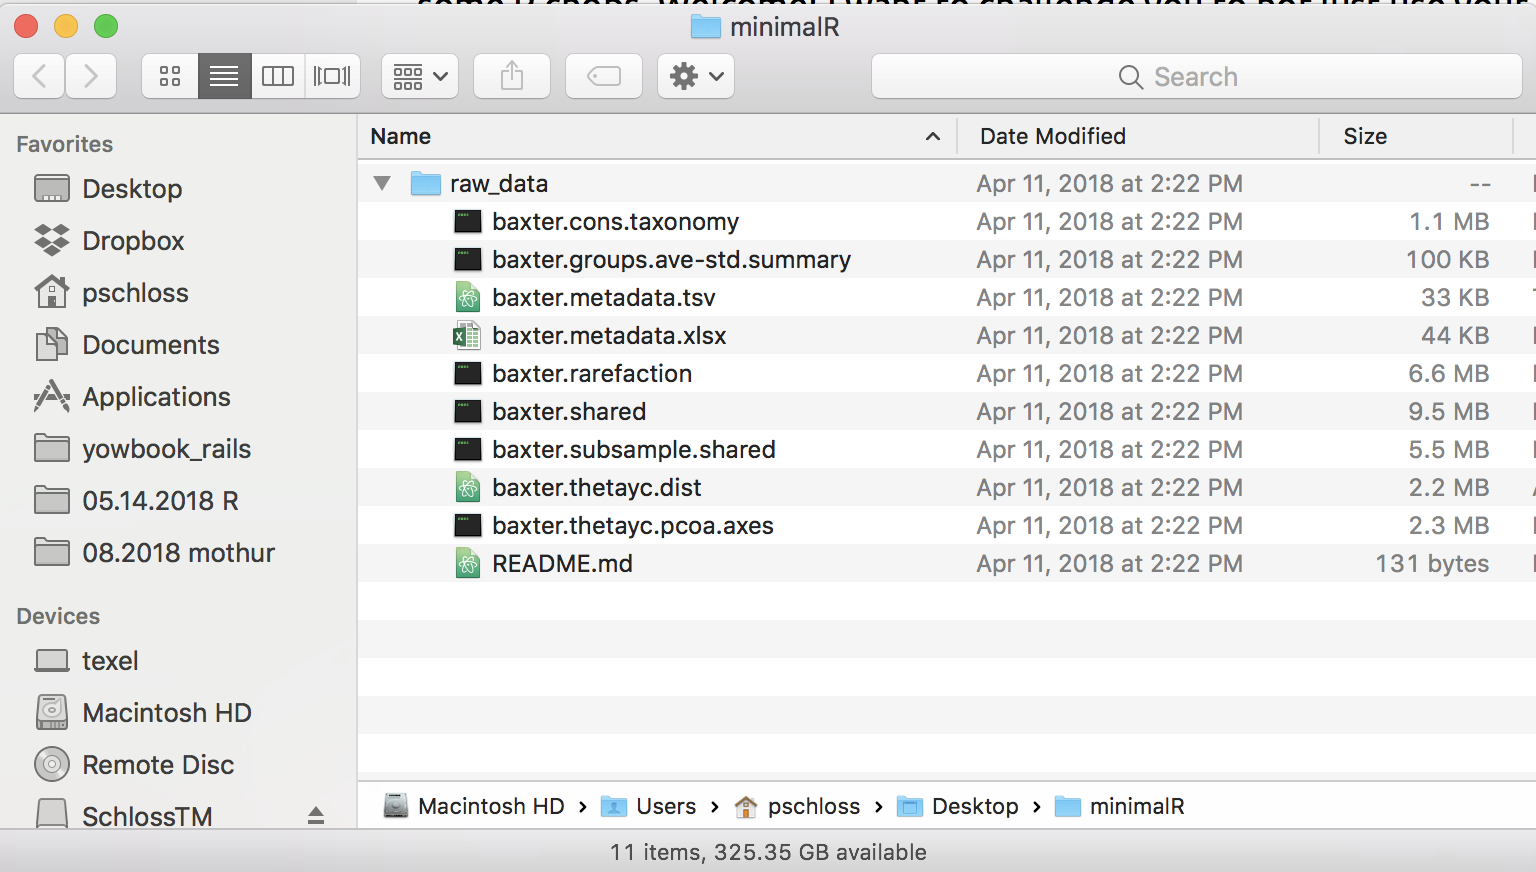 minimalR
Search
Favorites
Desktop
Dropbox
pschloss
Documents
Applications
yowbook_rails
05.14.2018 R
08.2018 mothur
Devices
texel
Macintosh HD
Remote Disc
SchlossTM
Name Date Modified Size
raw_data Apr 11, 2018 at 2:22 PM --
baxter.cons.taxonomy Apr 11, 2018 at 2:22 PM 1.1 MB
baxter.groups.ave-std.summary Apr 11, 2018 at 2:22 PM 100 KB
baxter.metadata.tsv Apr 11, 2018 at 2:22 PM 33 KB
baxter.metadata.xlsx Apr 11, 2018 at 2:22 PM 44 KB
baxter.rarefaction Apr 11, 2018 at 2:22 PM 6.6 MB
baxter.shared Apr 11, 2018 at 2:22 PM 9.5 MB
baxter.subsample.shared Apr 11, 2018 at 2:22 PM 5.5 MB
baxter.thetayc.dist Apr 11, 2018 at 2:22 PM 2.2 MB
baxter.thetayc.pcoa.axes Apr 11, 2018 at 2:22 PM 2.3 MB
README.md Apr 11, 2018 at 2:22 PM 131 bytes
Macintosh HD › Users › pschloss › Desktop › minimalR
11 items, 325.35 GB available